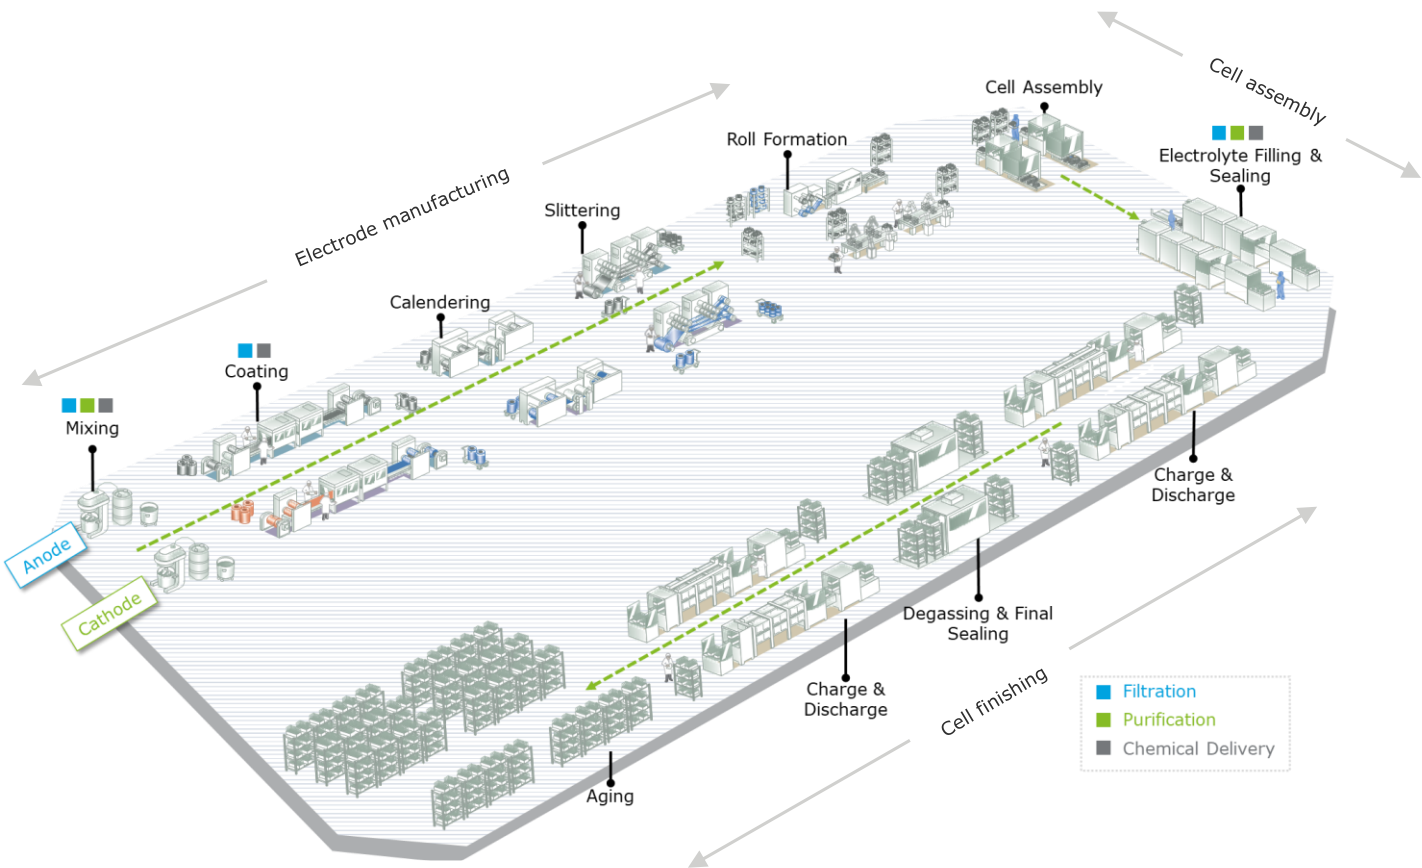 Cell assembly
Cell Assembly
Electrolyte Filling &
Sealing
Roll Formation
Electrode manufacturing
Slittering
Calendering
Coating
Mixing
Anode
Cathode
Charge &
Discharge
Degassing & Final
Sealing
Charge &
Discharge
Cell finishing
Aging
Filtration
Purification
Chemical Delivery